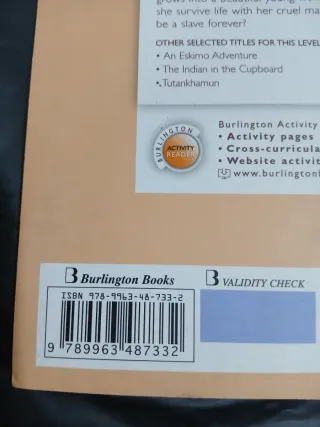 grows into a beautiful young w
she survive life with her cruel ma
be a slave forever?
OTHER SELECTED TITLES FOR THIS LEVEL
• An Eskimo Adventure
• The Indian in the Cupboard
• Tutankhamun
BURLINGTON
ACTIVITY
READER
Burlington Activity
• Activity pages
• Cross-curricula
• Website activit
www.burlingtonb
B Burlington Books
ISBN 978-9963-48-733-2
9 789963 487332
B VALIDITY CHECK